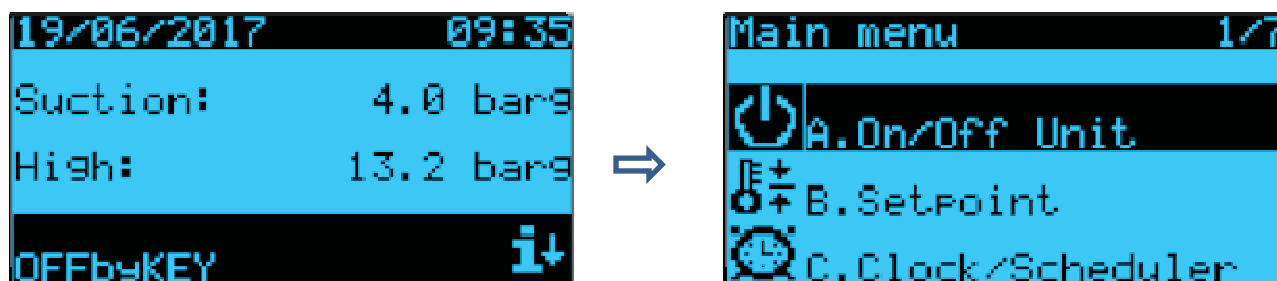 19/06/2017 09:35
Suction: 4.0 barg
High: 13.2 barg
OFFbyKEY
Main menu 1/7
A.On/Off Unit
B.Setpoint
C.Clock/Scheduler